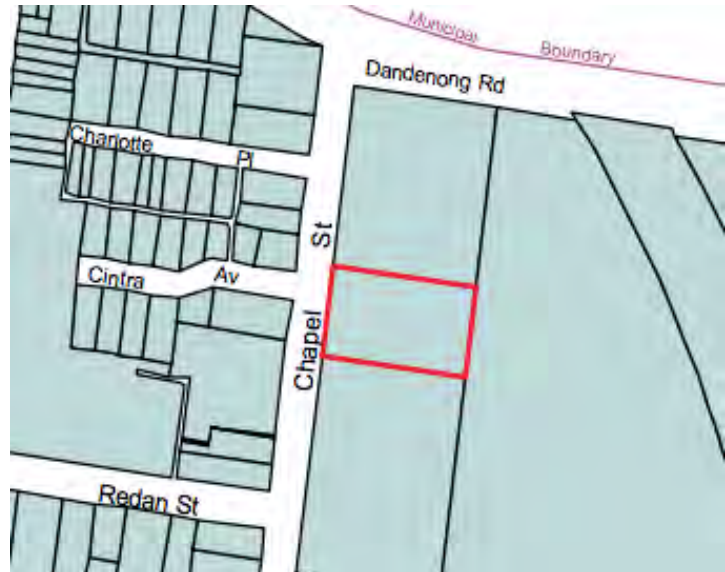 Municipal Boundary
Dandenong Rd
Charlotte Pl
Chapel St
Cintra Av
Redan St